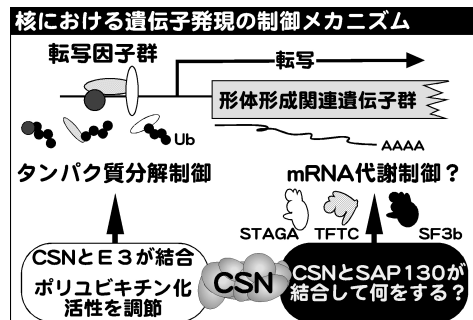 核における遺伝子発現の制御メカニズム
転写因子群
転写
形体形成関連遺伝子群
Ub
AAAA
タンパク質分解制御
mRNA代謝制御？
STAGA
TFTC
SF3b
CSNとE３が結合
ポリユビキチン化
活性を調節
CSN
CSNとSAP130が
結合して何をする？